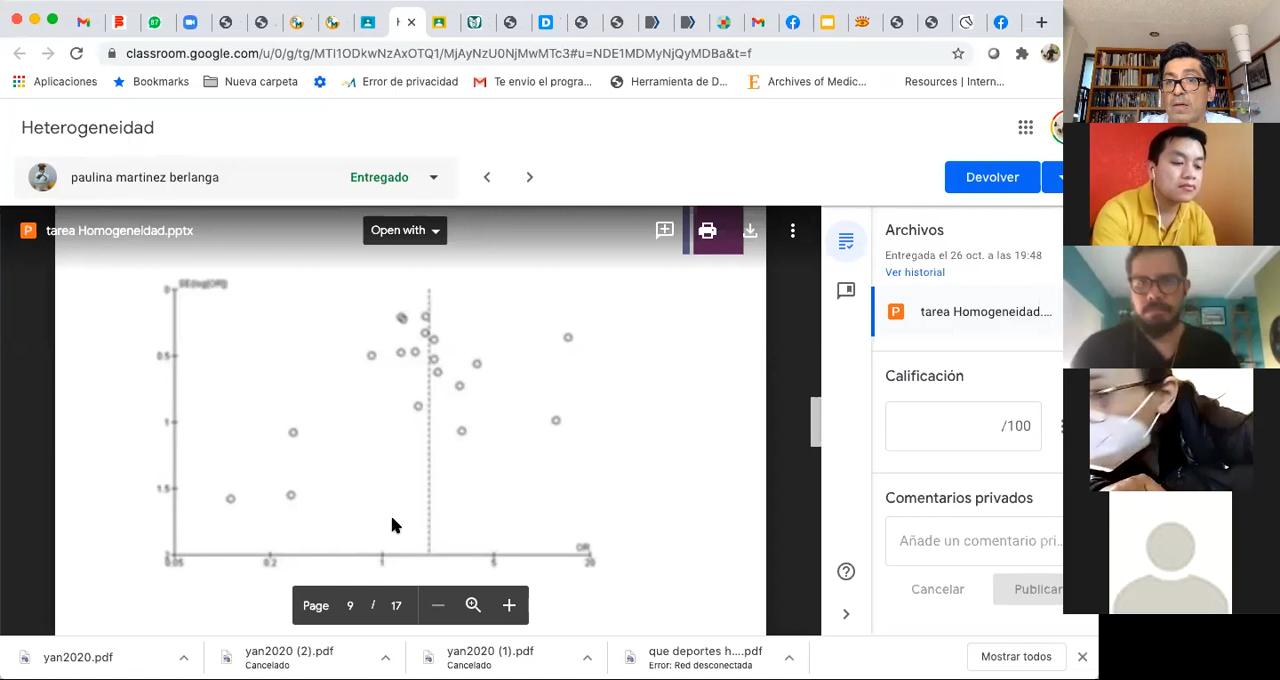 classroom.google.com/u/0/g/tg/MTI1ODkwNzAxOTQ1/MjAyNzU0NjMwMTc3#u=NDE1MDMyNjQyMDBa&t=f
Aplicaciones Bookmarks Nueva carpeta Error de privacidad Te envio el progra... Herramienta de D... Archives of Medic... Resources | Intern...
Heterogeneidad
paulina martinez berlanga Entregado Devolver
tarea Homogeneidad.pptx Open with
Archivos
Entregada el 26 oct. a las 19:48
Ver historial
tarea Homogeneidad....
Calificación
/100
Comentarios privados
Añade un comentario pri...
Cancelar Publicar
SE(log[OR])
0
0.5
1
1.5
2
0.05 0.2 1 5 20
OR
Page 9 / 17
yan2020.pdf
yan2020 (2).pdf
Cancelado
yan2020 (1).pdf
Cancelado
que deportes h....pdf
Error: Red desconectada
Mostrar todos